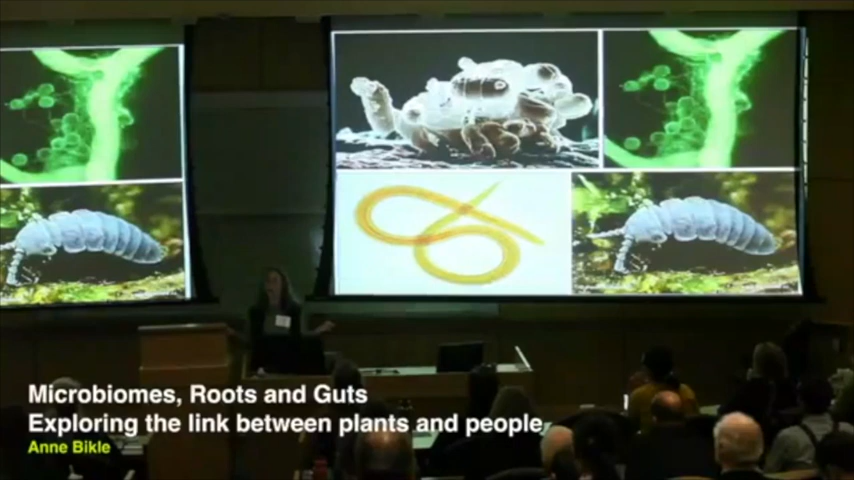 Microbiomes, Roots and Guts
Exploring the link between plants and people
Anne Bikle